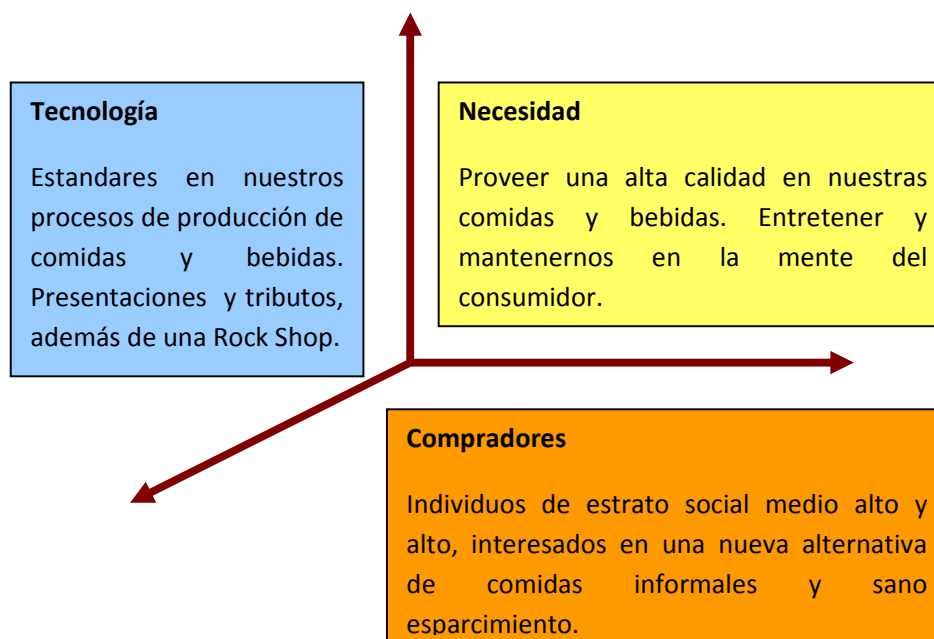 Tecnología
Estandares en nuestros
procesos de producción de
comidas y bebidas.
Presentaciones y tributos,
además de una Rock Shop.
Necesidad
Proveer una alta calidad en nuestras
comidas y bebidas. Entretener y
mantenernos en la mente del
consumidor.
Compradores
Individuos de estrato social medio alto y
alto, interesados en una nueva alternativa
de comidas informales y sano
esparcimiento.